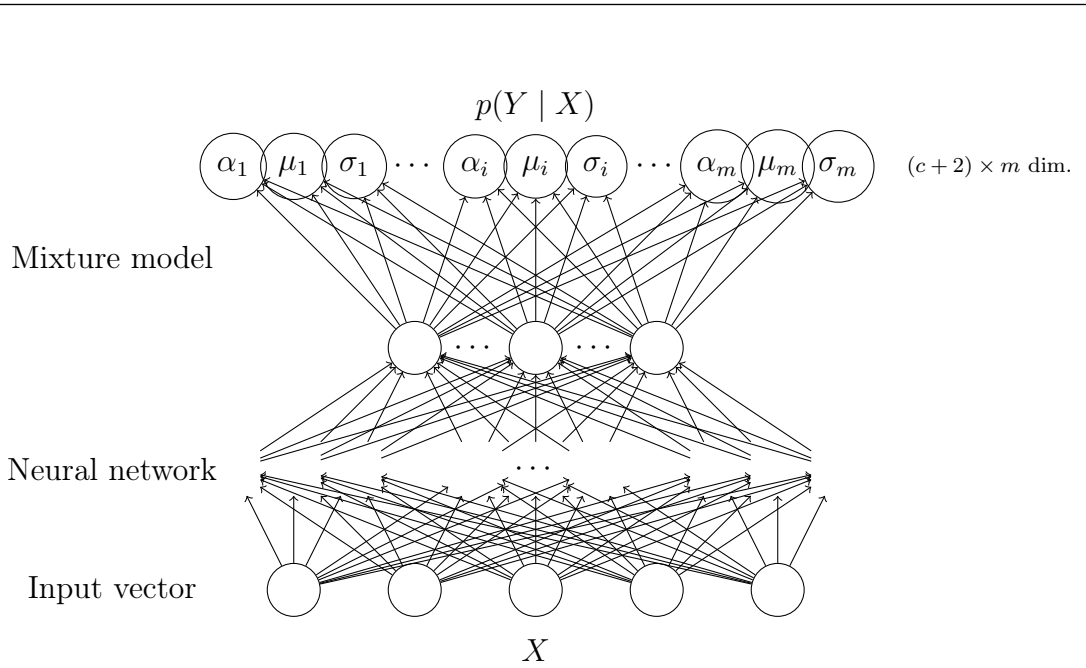 p(Y | X)
α₁ μ₁ σ₁ ··· αᵢ μᵢ σᵢ ··· αₘ μₘ σₘ (c + 2) × m dim.
Mixture model
··· ···
Neural network ···
Input vector
X